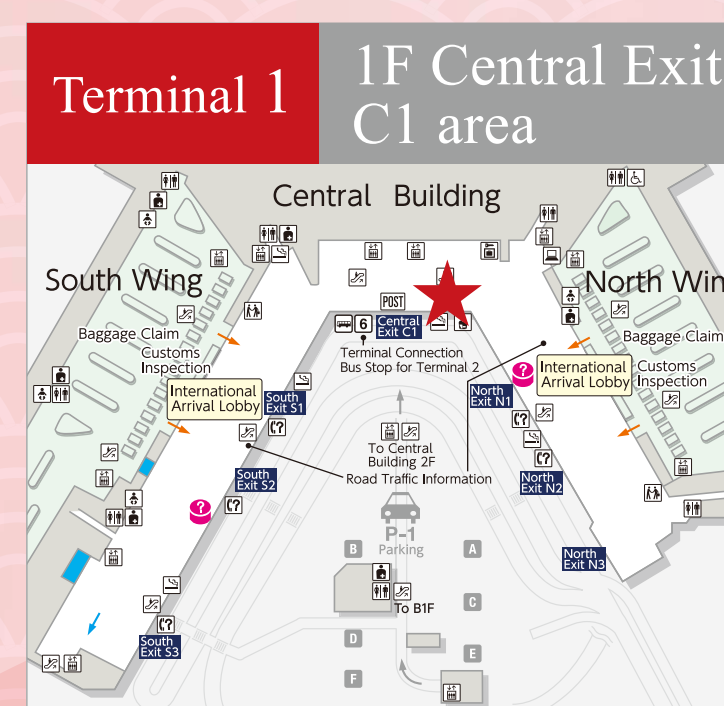 Terminal 1
1F Central Exit
C1 area
Central Building
South Wing
North Win
POST
6
Central
Exit C1
Baggage Claim
Customs
Inspection
Terminal Connection
Bus Stop for Terminal 2
Baggage Claim
Customs
Inspection
International
Arrival Lobby
International
Arrival Lobby
South
Exit S1
North
Exit N1
To Central
Building 2F
Road Traffic Information
South
Exit S2
North
Exit N2
P-1
Parking
B
A
North
Exit N3
To B1F
C
South
Exit S3
D
E
F